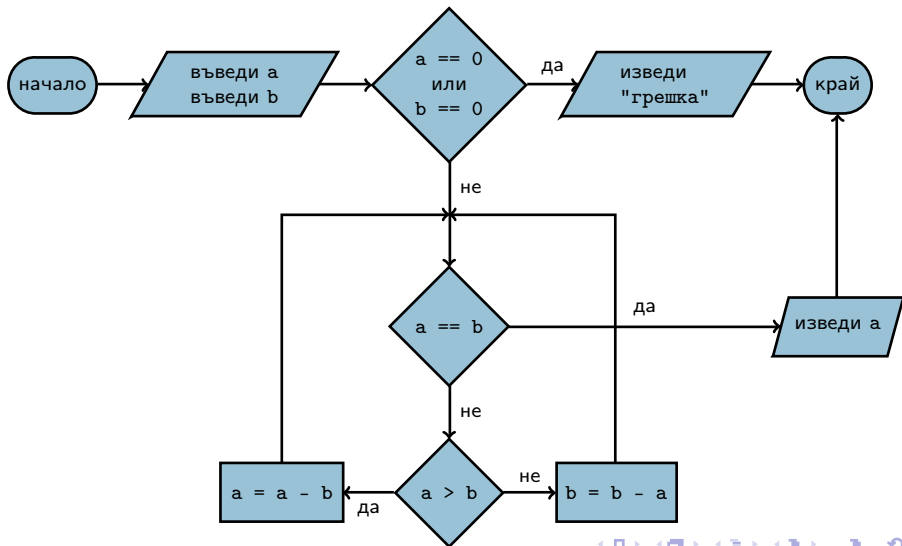 начало
въведи a
въведи b
a == 0
или
b == 0
да
изведи
"грешка"
край
не
a == b
да
изведи a
не
a = a - b
да
a > b
не
b = b - a